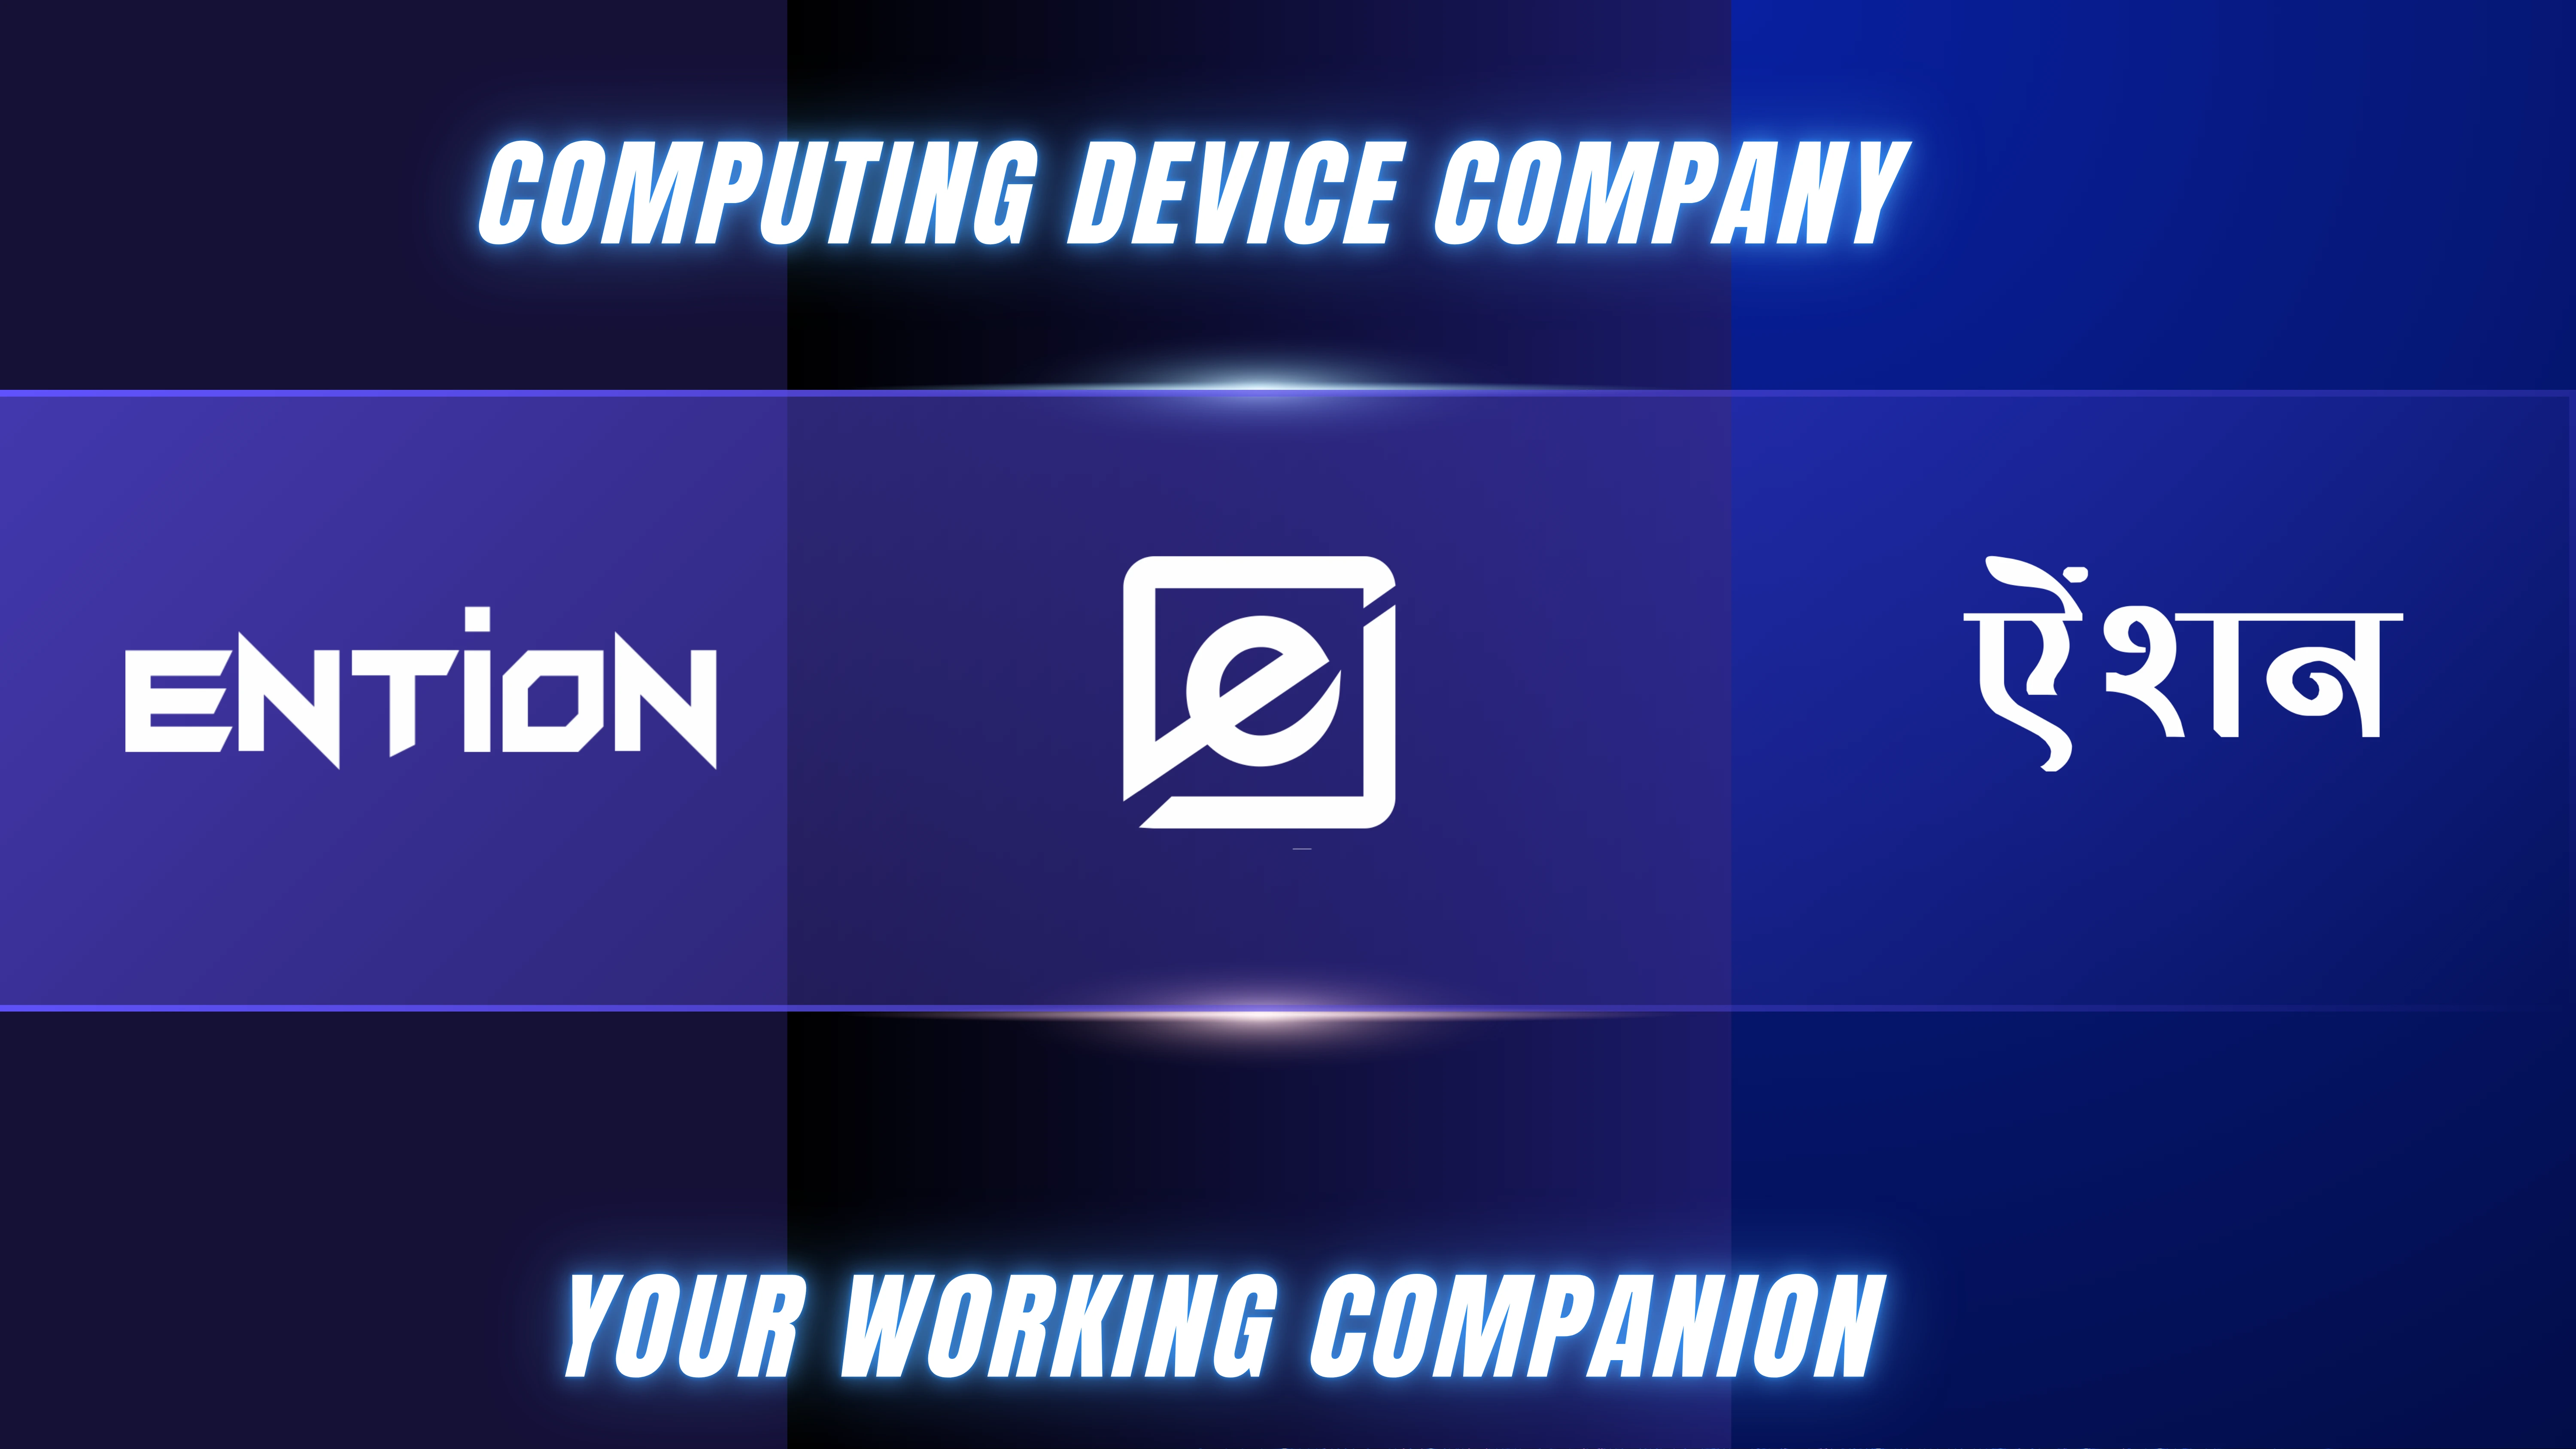 COMPUTING DEVICE COMPANY
ENTiON
e
ऐंशन
YOUR WORKING COMPANION